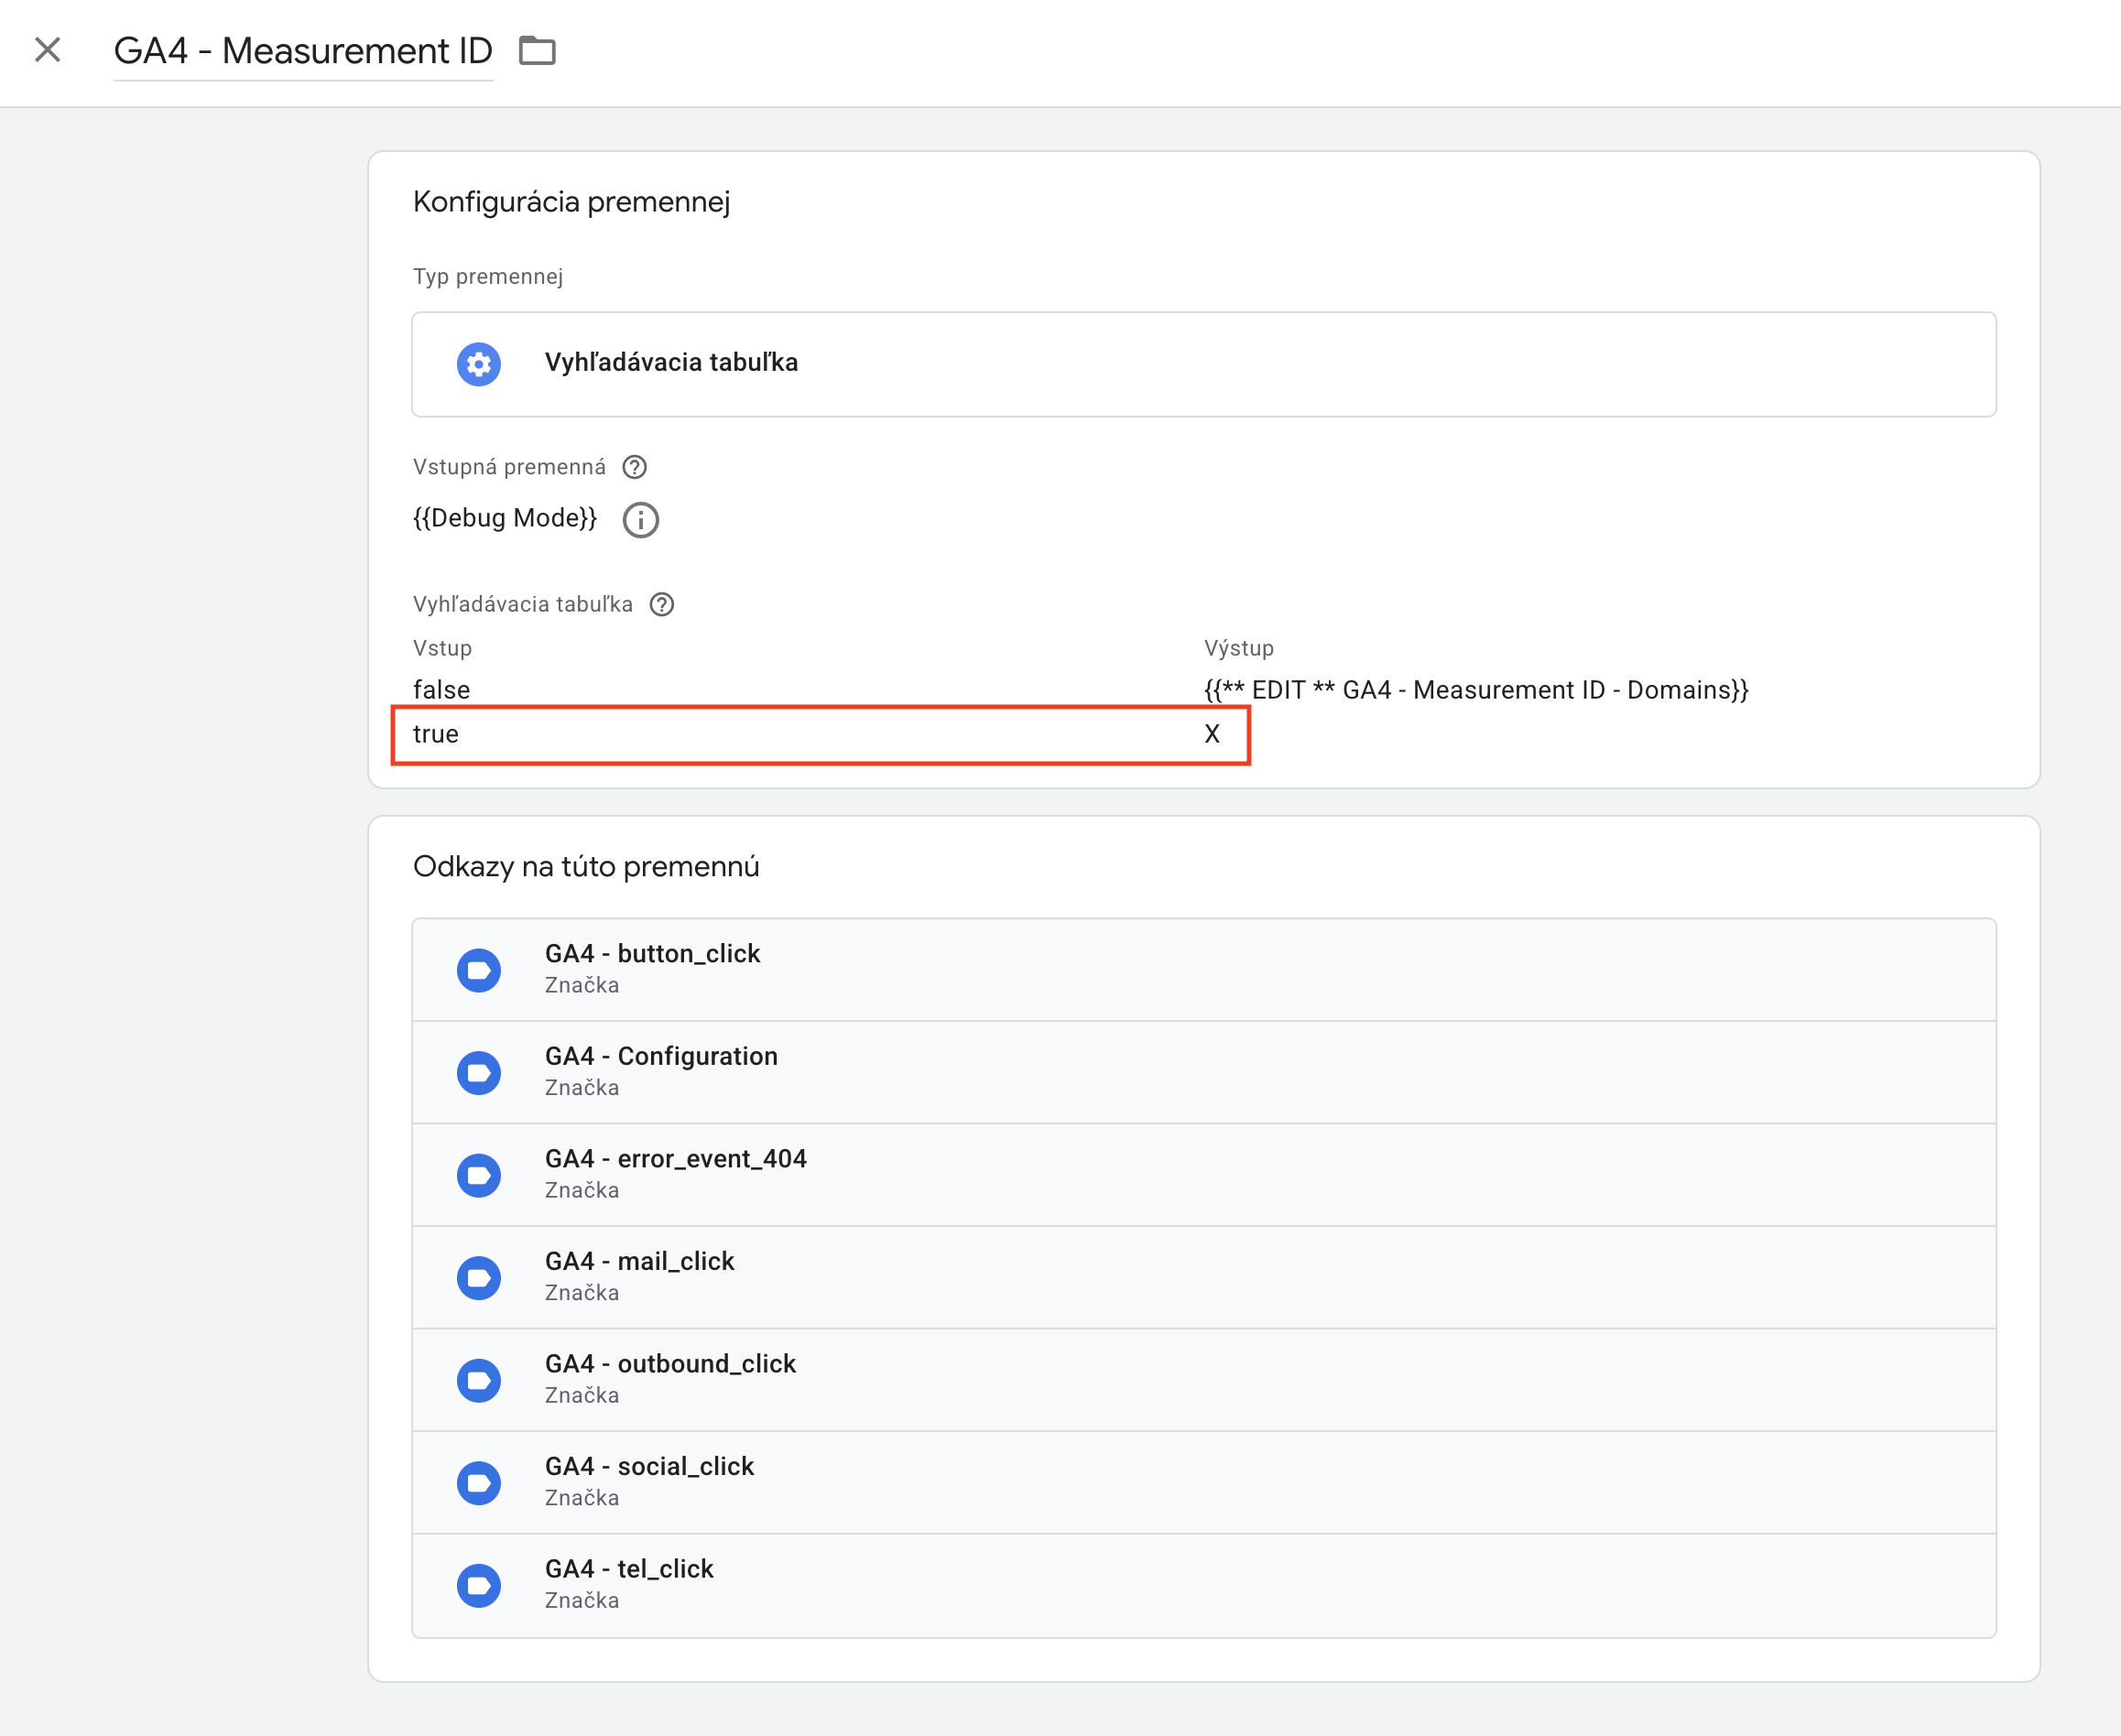 GA4 - Measurement ID
Konfigurácia premennej
Typ premennej
Vyhľadávacia tabuľka
Vstupná premenná
{{Debug Mode}}
Vyhľadávacia tabuľka
Vstup Výstup
false {{** EDIT ** GA4 - Measurement ID - Domains}}
true X
Odkazy na túto premennú
GA4 - button_click
Značka
GA4 - Configuration
Značka
GA4 - error_event_404
Značka
GA4 - mail_click
Značka
GA4 - outbound_click
Značka
GA4 - social_click
Značka
GA4 - tel_click
Značka